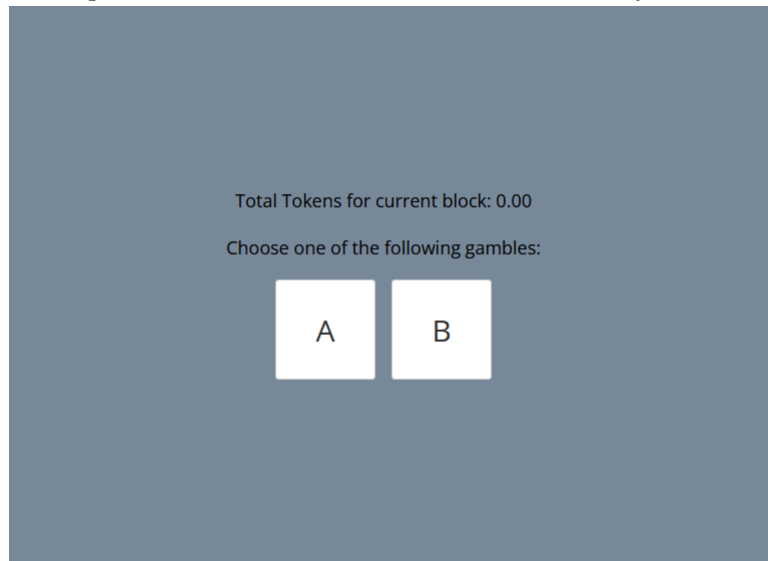 Total Tokens for current block: 0.00
Choose one of the following gambles:
A B